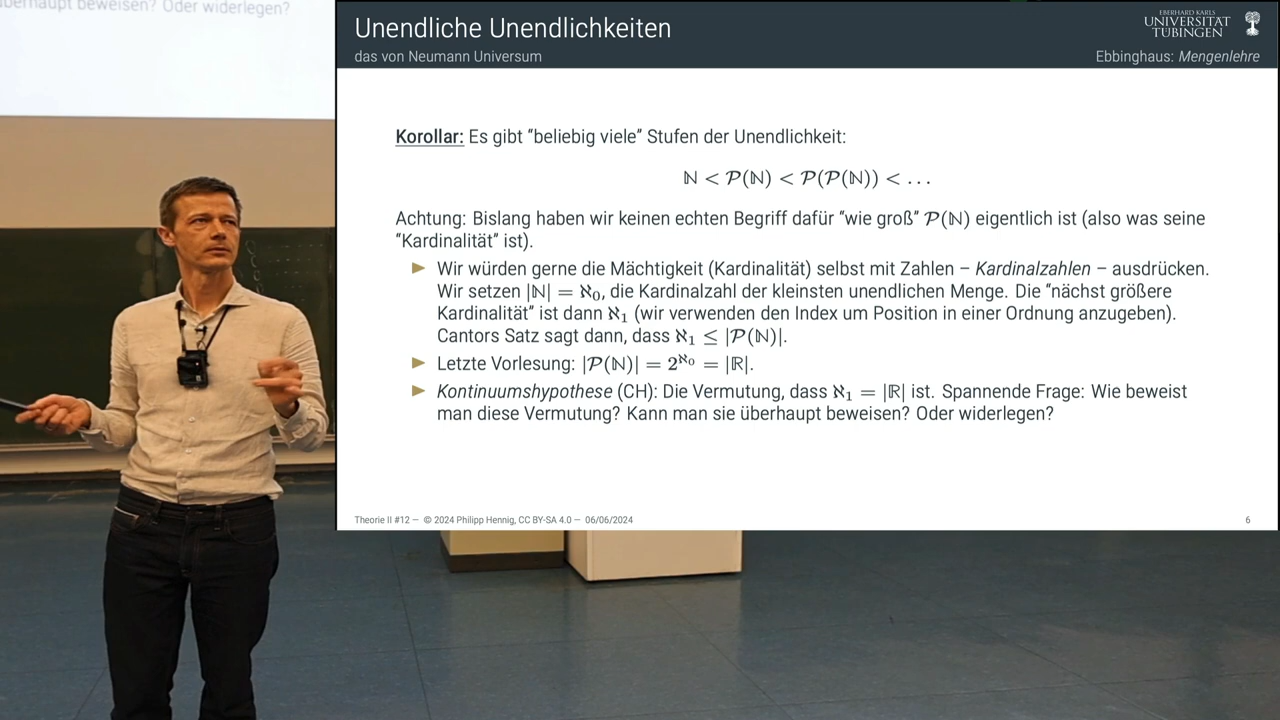 überhaupt beweisen? Oder widerlegen?
Unendliche Unendlichkeiten
das von Neumann Universum
EBERHARD KARLS
UNIVERSITÄT
TÜBINGEN
Ebbinghaus: Mengenlehre
Korollar: Es gibt “beliebig viele” Stufen der Unendlichkeit:
ℕ < 𝒫(ℕ) < 𝒫(𝒫(ℕ)) < …
Achtung: Bislang haben wir keinen echten Begriff dafür “wie groß” 𝒫(ℕ) eigentlich ist (also was seine
“Kardinalität” ist).
▶ Wir würden gerne die Mächtigkeit (Kardinalität) selbst mit Zahlen – Kardinalzahlen – ausdrücken.
Wir setzen |ℕ| = ℵ₀, die Kardinalzahl der kleinsten unendlichen Menge. Die “nächst größere
Kardinalität” ist dann ℵ₁ (wir verwenden den Index um Position in einer Ordnung anzugeben).
Cantors Satz sagt dann, dass ℵ₁ ≤ |𝒫(ℕ)|.
▶ Letzte Vorlesung: |𝒫(ℕ)| = 2^ℵ₀ = |ℝ|.
▶ Kontinuumshypothese (CH): Die Vermutung, dass ℵ₁ = |ℝ| ist. Spannende Frage: Wie beweist
man diese Vermutung? Kann man sie überhaupt beweisen? Oder widerlegen?
Theorie II #12 — © 2024 Philipp Hennig, CC BY-SA 4.0 — 06/06/2024
6